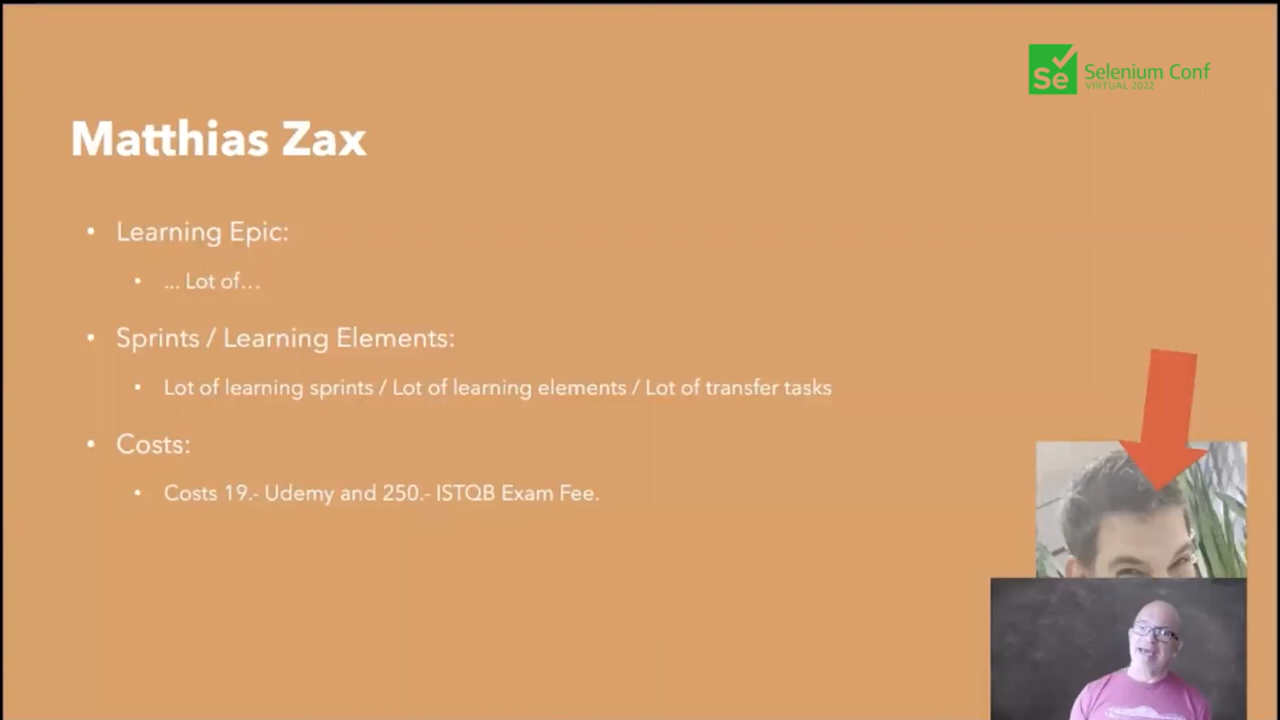 Se Selenium Conf
VIRTUAL 2022
Matthias Zax
• Learning Epic:
• ... Lot of...
• Sprints / Learning Elements:
• Lot of learning sprints / Lot of learning elements / Lot of transfer tasks
• Costs:
• Costs 19.- Udemy and 250.- ISTQB Exam Fee.